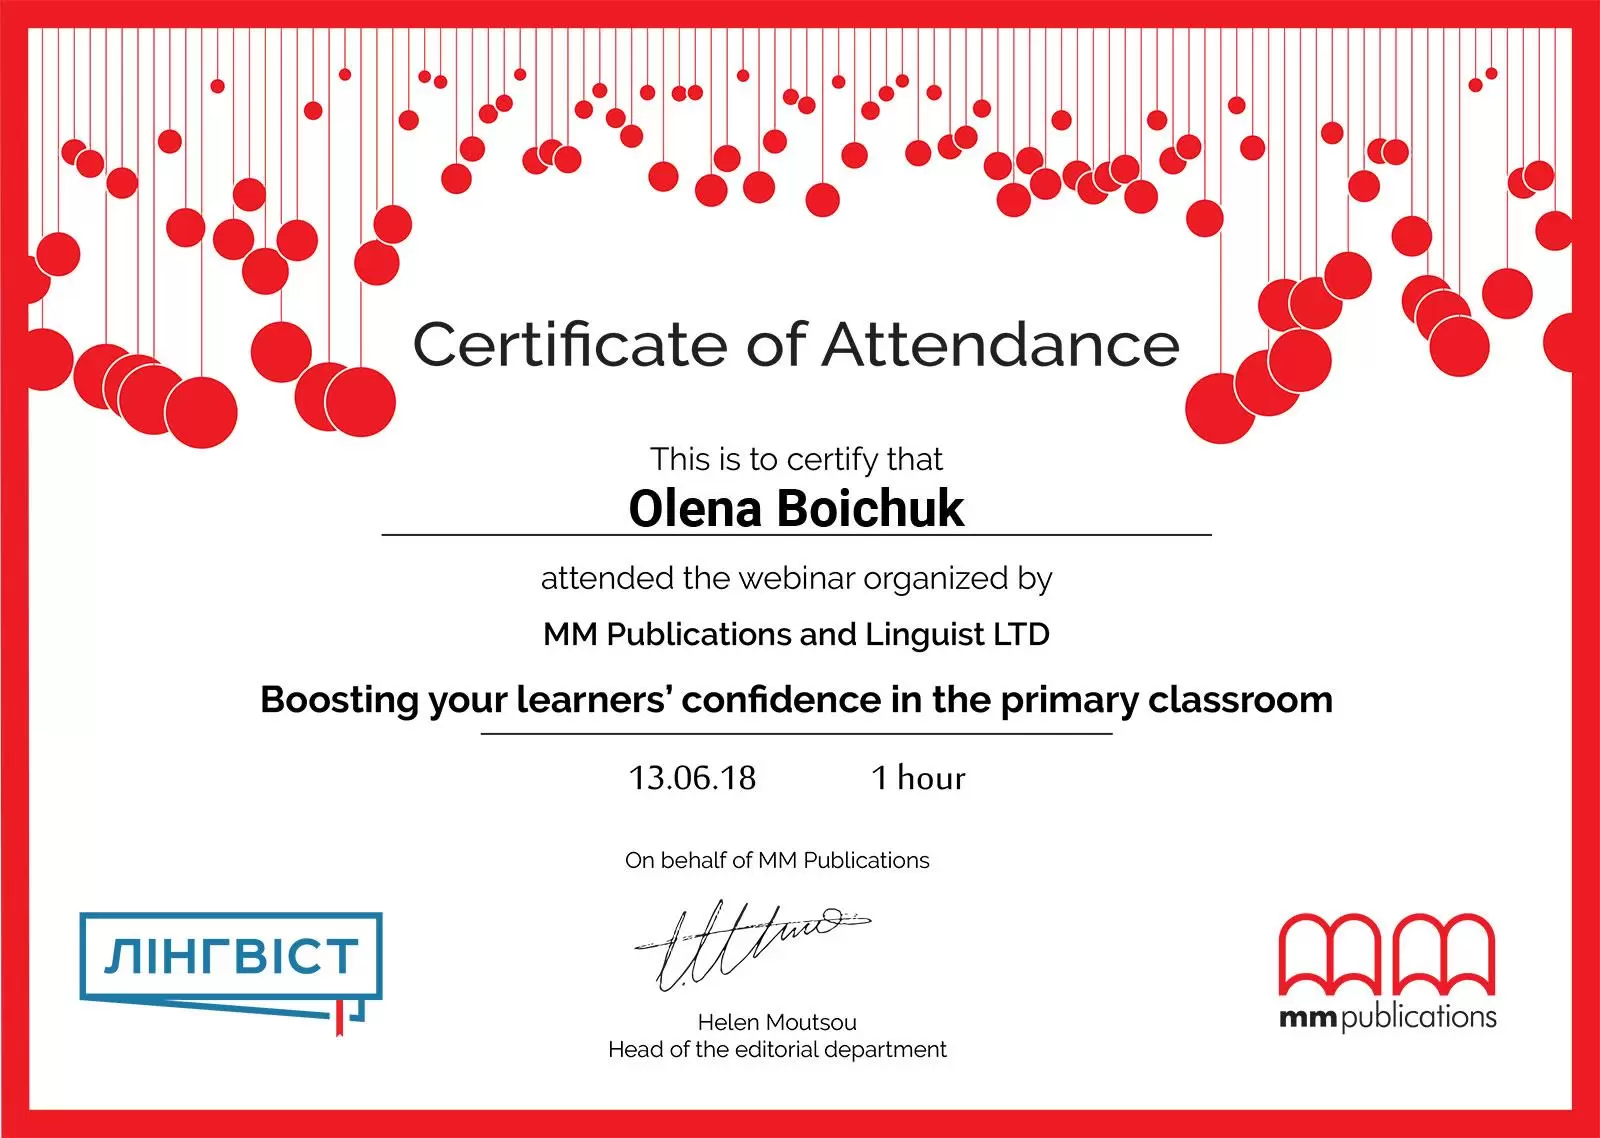 Certificate of Attendance
This is to certify that
Olena Boichuk
attended the webinar organized by
MM Publications and Linguist LTD
Boosting your learners’ confidence in the primary classroom
13.06.18 1 hour
On behalf of MM Publications
ЛІНГВІСТ
Helen Moutsou
Head of the editorial department
mmpublications